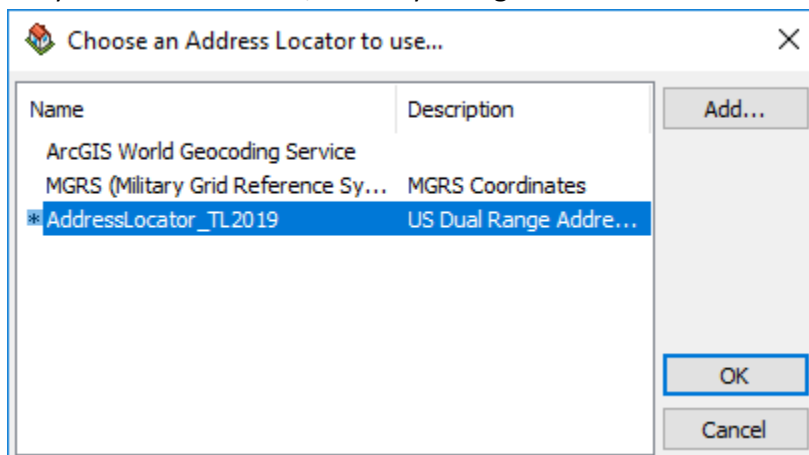 Choose an Address Locator to use...
Name Description Add...
ArcGIS World Geocoding Service
MGRS (Military Grid Reference Sy... MGRS Coordinates
* AddressLocator_TL2019 US Dual Range Addre...
OK
Cancel